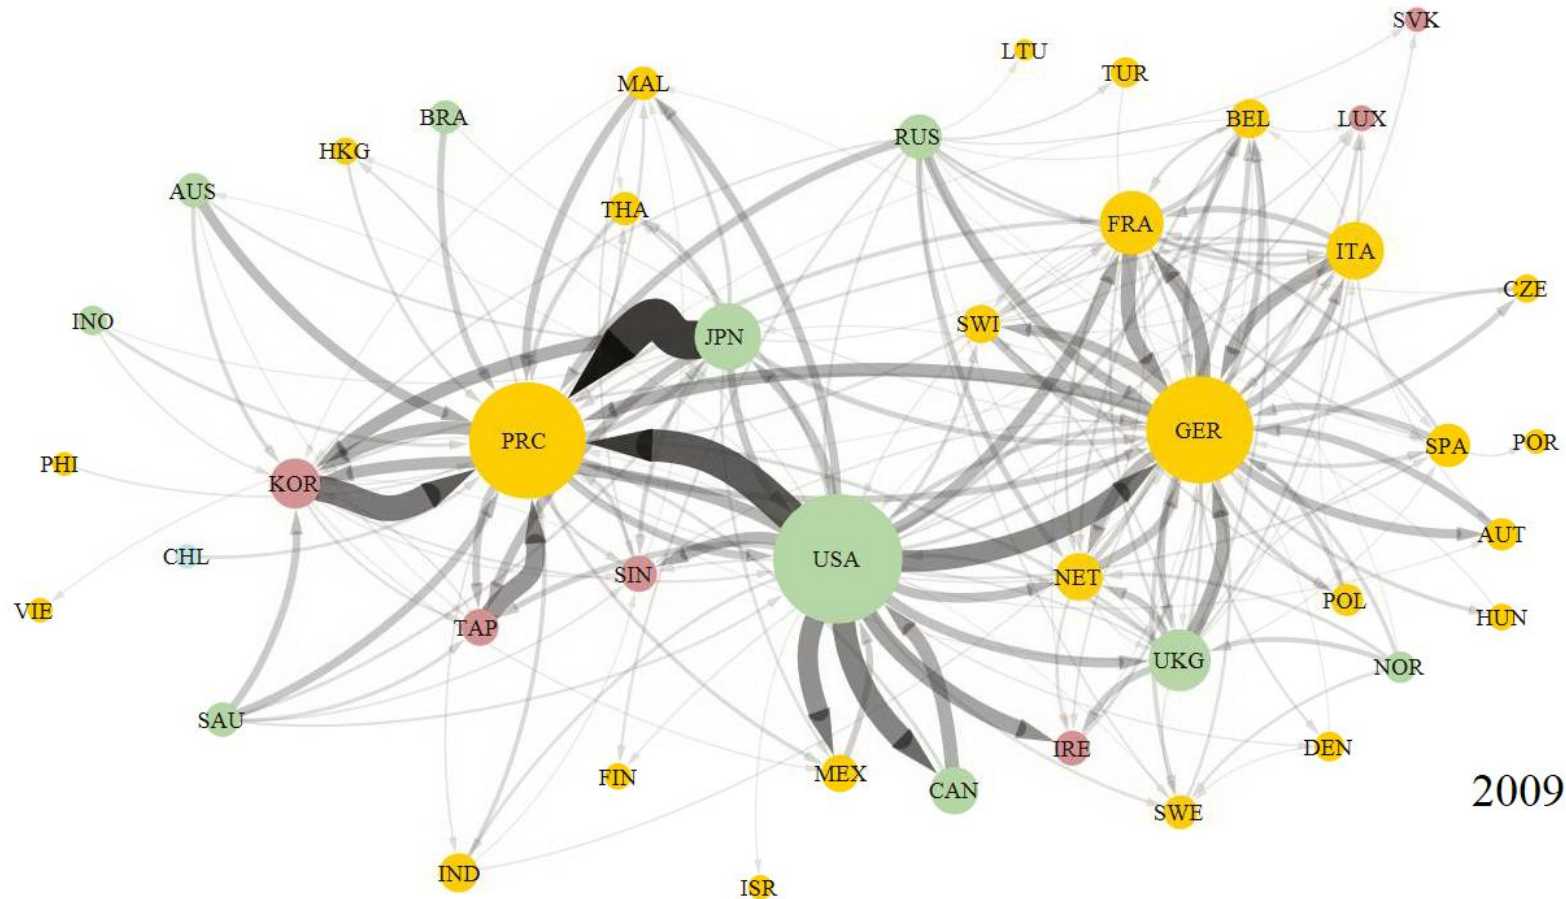 SVK
LTU
TUR
MAL
BRA
BEL
LUX
RUS
HKG
AUS
THA
FRA
ITA
CZE
INO
SWI
JPN
PRC
GER
SPA
POR
PHI
KOR
AUT
CHL
USA
SIN
NET
POL
VIE
HUN
TAP
UKG
NOR
SAU
IRE
DEN
FIN
MEX
CAN
2009
SWE
IND
ISR